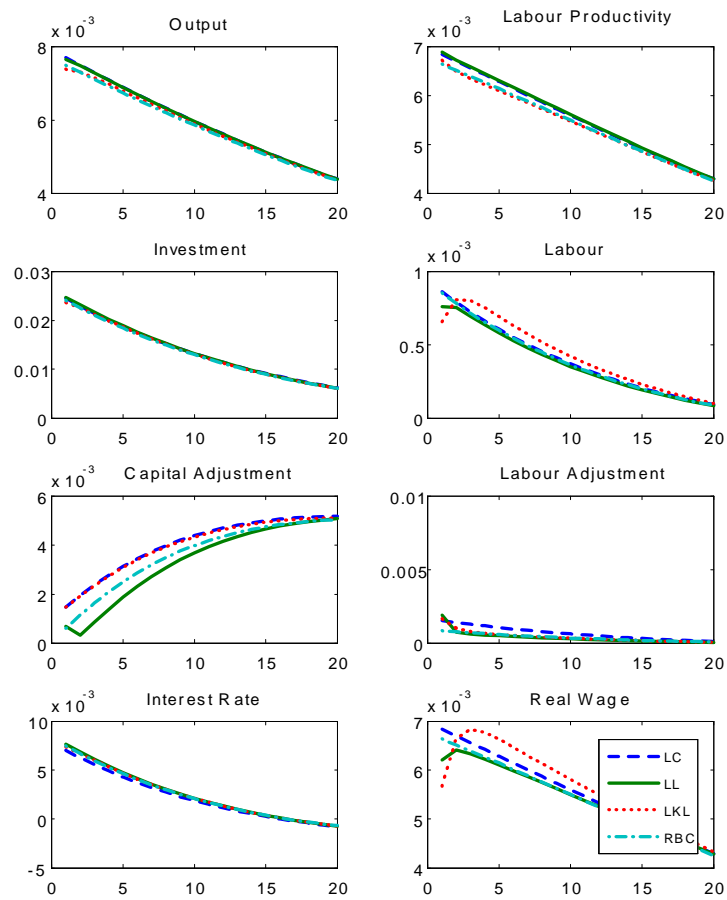 Output
x 10^-3
8
6
4
0 5 10 15 20
Labour Productivity
x 10^-3
7
6
5
4
0 5 10 15 20
Investment
0.03
0.02
0.01
0
0 5 10 15 20
Labour
x 10^-3
1
0.5
0
0 5 10 15 20
Capital Adjustment
x 10^-3
6
4
2
0
0 5 10 15 20
Labour Adjustment
0.01
0.005
0
0 5 10 15 20
Interest Rate
x 10^-3
10
5
0
-5
0 5 10 15 20
Real Wage
x 10^-3
7
6
5
4
0 5 10 15 20
LC
LL
LKL
RBC